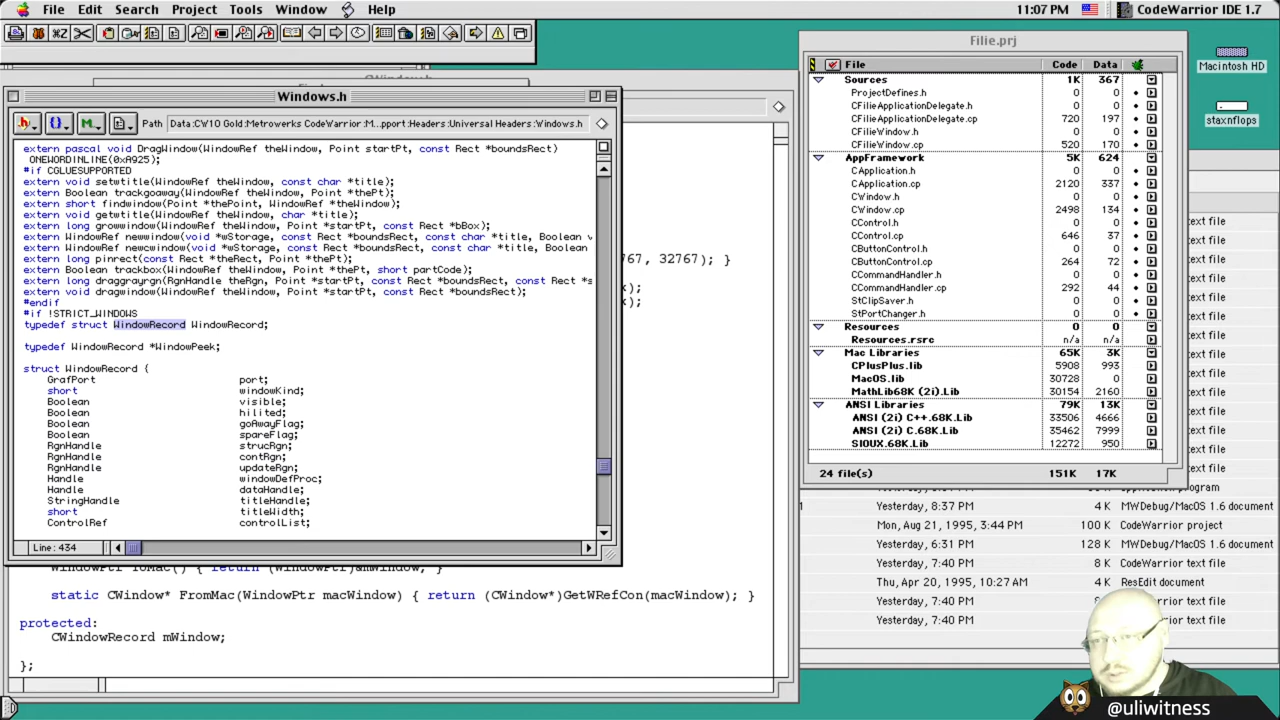 File Edit Search Project Tools Window Help 11:07 PM CodeWarrior IDE 1.7
Windows.h
Path Data:CW10 Gold:Metrowerks CodeWarrior:M...pport:Headers:Universal Headers:Windows.h
extern pascal void DragWindow(WindowRef theWindow, Point startPt, const Rect *boundsRect)
ONEWORDINLINE(0xA925);
#if CGLUESUPPORTED
extern void setwtitle(WindowRef theWindow, const char *title);
extern Boolean trackgoaway(WindowRef theWindow, Point *thePt);
extern short findwindow(Point *thePoint, WindowRef *theWindow);
extern void getwtitle(WindowRef theWindow, char *title);
extern long growwindow(WindowRef theWindow, Point *startPt, const Rect *bBox);
extern WindowRef newwindow(void *wStorage, const Rect *boundsRect, const char *title, Boolean v
extern WindowRef newcwindow(void *wStorage, const Rect *boundsRect, const char *title, Boolean
extern long pinrect(const Rect *theRect, Point *thePt);
extern Boolean trackbox(WindowRef theWindow, Point *thePt, short partCode);
extern long draggrayrgn(RgnHandle theRgn, Point *startPt, const Rect *boundsRect, const Rect *s
extern void dragwindow(WindowRef theWindow, Point *startPt, const Rect *boundsRect);
#endif
#if !STRICT_WINDOWS
typedef struct WindowRecord WindowRecord;
typedef WindowRecord *WindowPeek;
struct WindowRecord {
GrafPort port;
short windowKind;
Boolean visible;
Boolean hilited;
Boolean goAwayFlag;
Boolean spareFlag;
RgnHandle strucRgn;
RgnHandle contRgn;
RgnHandle updateRgn;
Handle windowDefProc;
Handle dataHandle;
StringHandle titleHandle;
short titleWidth;
ControlRef controlList;
Line: 434
767, 32767); }
x);
x);
static CWindow* FromMac(WindowPtr macWindow) { return (CWindow*)GetWRefCon(macWindow); }
protected:
CWindowRecord mWindow;
};
Filie.prj
File Code Data
Sources 1K 367
ProjectDefines.h 0 0
CFilieApplicationDelegate.h 0 0
CFilieApplicationDelegate.cp 720 197
CFilieWindow.h 0 0
CFilieWindow.cp 520 170
AppFramework 5K 624
CApplication.h 0 0
CApplication.cp 2120 337
CWindow.h 0 0
CWindow.cp 2498 134
CControl.h 0 0
CControl.cp 646 37
CButtonControl.h 0 0
CButtonControl.cp 264 72
CCommandHandler.h 0 0
CCommandHandler.cp 292 44
StClipSaver.h 0 0
StPortChanger.h 0 0
Resources 0 0
Resources.rsrc n/a n/a
Mac Libraries 65K 3K
CPlusPlus.lib 5908 993
MacOS.lib 30728 0
MathLib68K (2i).Lib 30154 2160
ANSI Libraries 79K 13K
ANSI (2i) C++.68K.Lib 33506 4666
ANSI (2i) C.68K.Lib 35462 7999
SIOUX.68K.Lib 12272 950
24 file(s) 151K 17K
Macintosh HD
staxnflops
text file
text file
text file
text file
text file
text file
text file
text file
text file
text file
text file
text file
text file
Yesterday, 8:37 PM 4 K MWDebug/MacOS 1.6 document
Mon, Aug 21, 1995, 3:44 PM 100 K CodeWarrior project
Yesterday, 6:31 PM 128 K MWDebug/MacOS 1.6 document
Yesterday, 7:40 PM 8 K CodeWarrior text file
Thu, Apr 20, 1995, 10:27 AM 4 K ResEdit document
Yesterday, 7:40 PM text file
Yesterday, 7:40 PM text file
@uliwitness